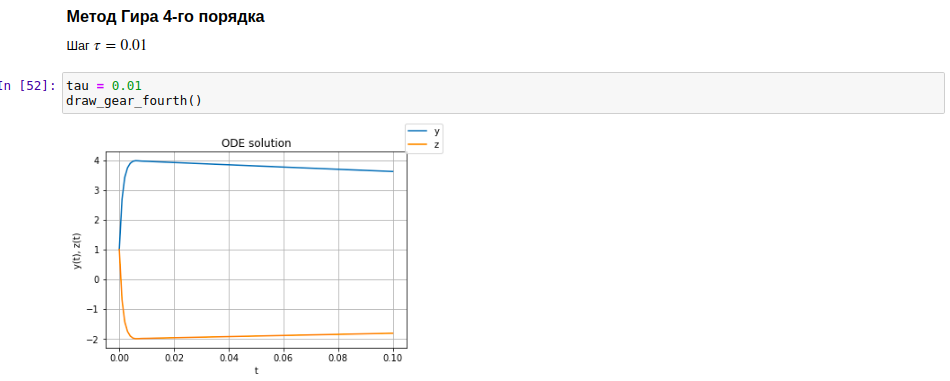 Метод Гира 4-го порядка
Шаг τ = 0.01
In [52]:
tau = 0.01
draw_gear_fourth()
y
z
ODE solution
4
3
2
1
0
−1
−2
y(t), z(t)
0.00 0.02 0.04 0.06 0.08 0.10
t